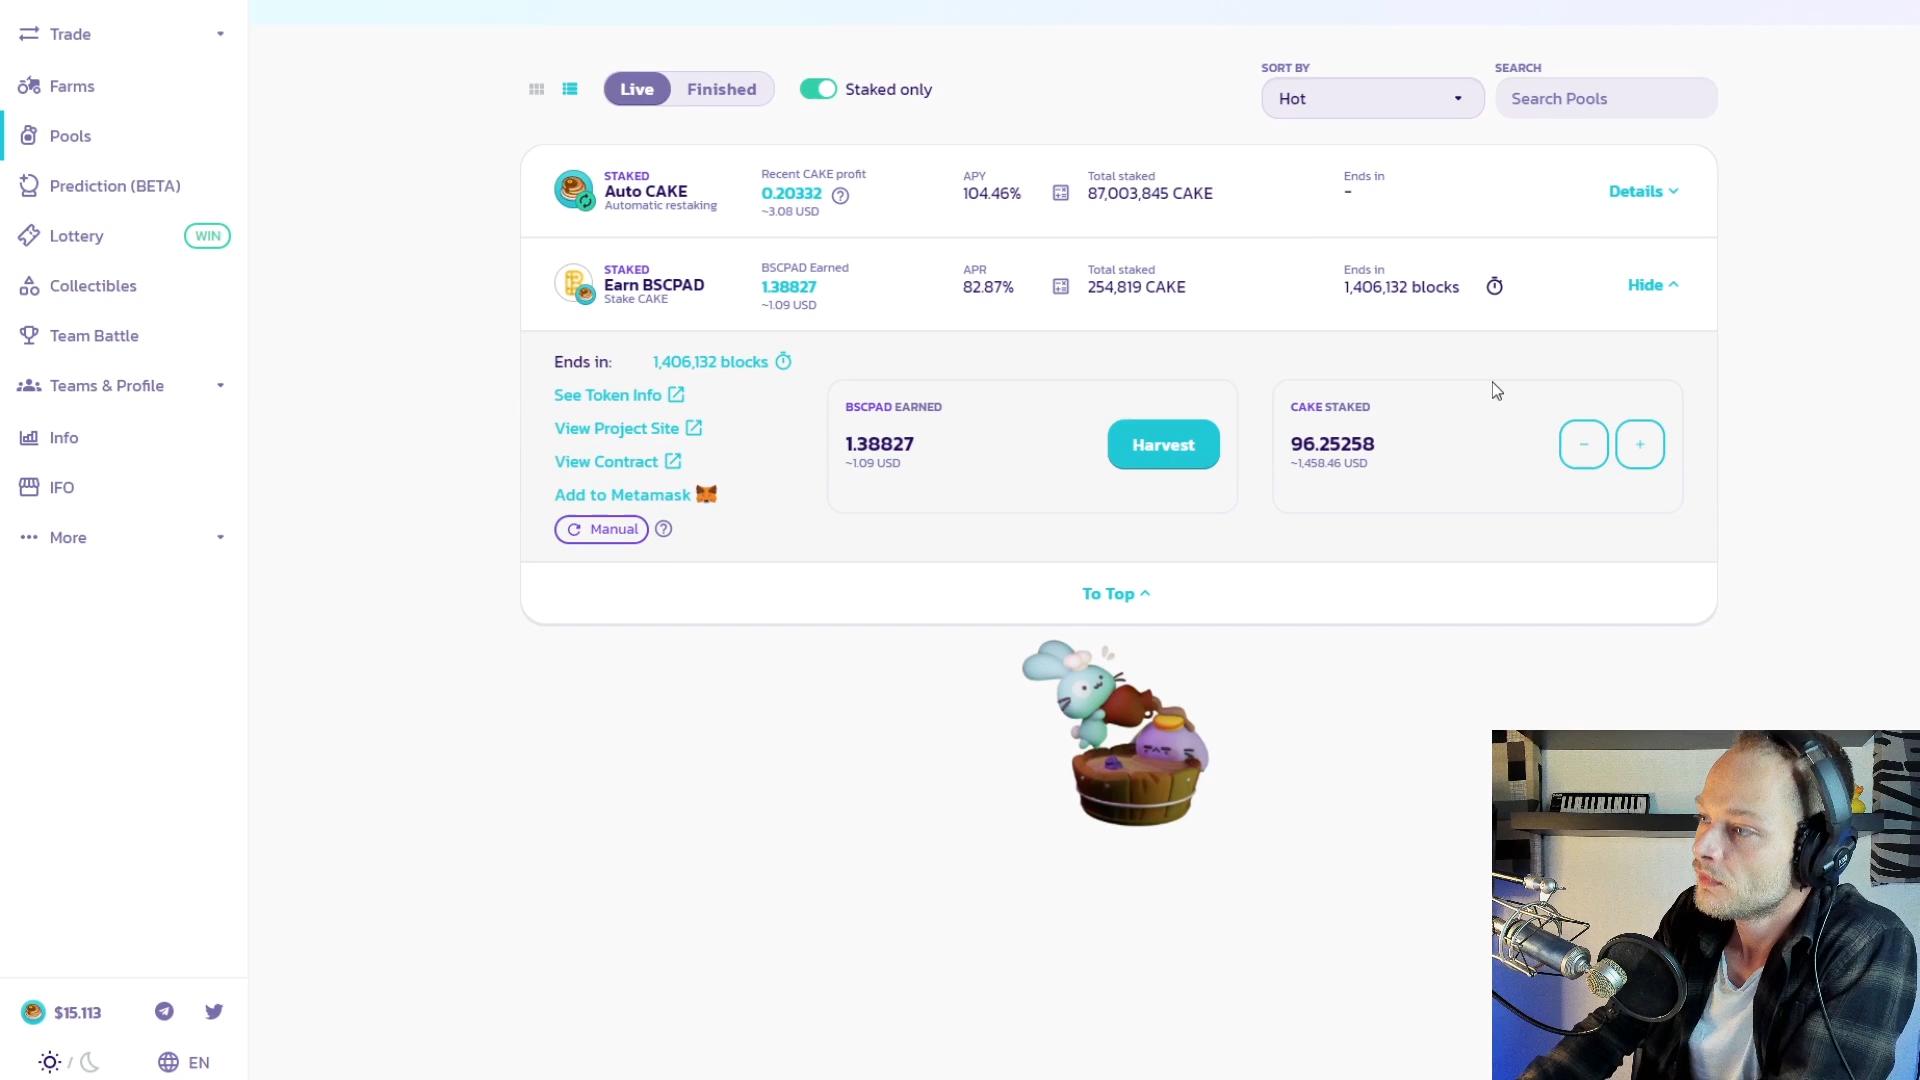 Trade
Farms
Pools
Prediction (BETA)
Lottery
WIN
Collectibles
Team Battle
Teams & Profile
Info
IFO
More
$15.113
/
EN
Live
Finished
Staked only
SORT BY
Hot
SEARCH
Search Pools
STAKED
Auto CAKE
Automatic restaking
Recent CAKE profit
0.20332
~3.08 USD
APY
104.46%
Total staked
87,003,845 CAKE
Ends in
-
Details
STAKED
Earn BSCPAD
Stake CAKE
BSCPAD Earned
1.38827
~1.09 USD
APR
82.87%
Total staked
254,819 CAKE
Ends in
1,406,132 blocks
Hide
Ends in: 1,406,132 blocks
See Token Info
View Project Site
View Contract
Add to Metamask
Manual
BSCPAD EARNED
1.38827
~1.09 USD
Harvest
CAKE STAKED
96.25258
~1,458.46 USD
-
+
To Top